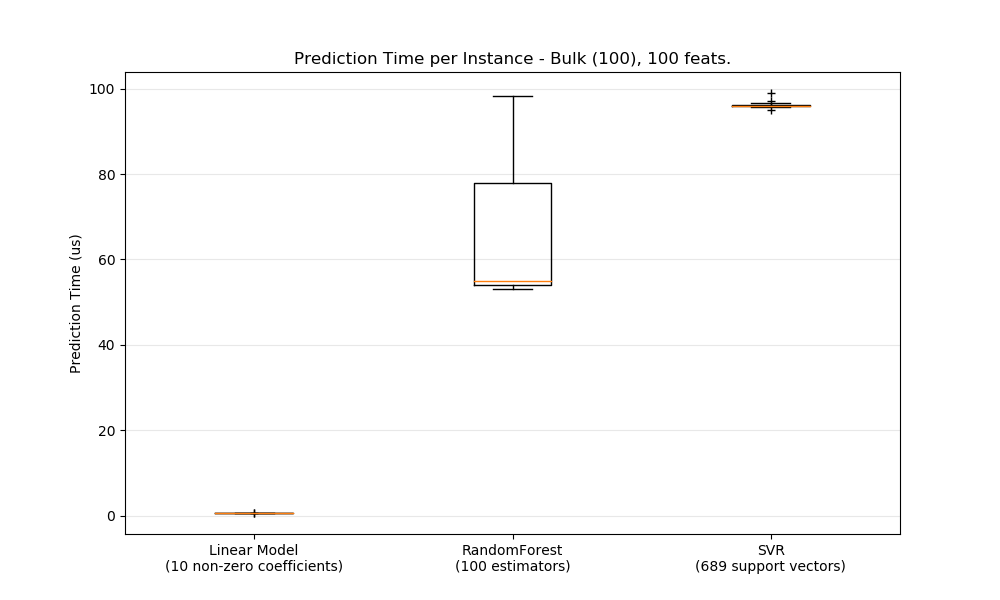 Prediction Time per Instance - Bulk (100), 100 feats.
100
80
60
40
20
0
Prediction Time (us)
Linear Model
(10 non-zero coefficients)
RandomForest
(100 estimators)
SVR
(689 support vectors)